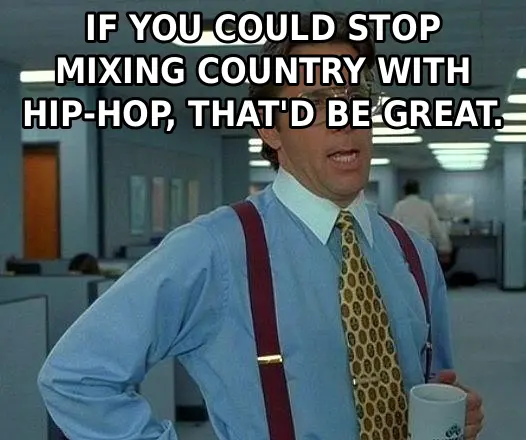 IF YOU COULD STOP
MIXING COUNTRY WITH
HIP-HOP, THAT'D BE GREAT.